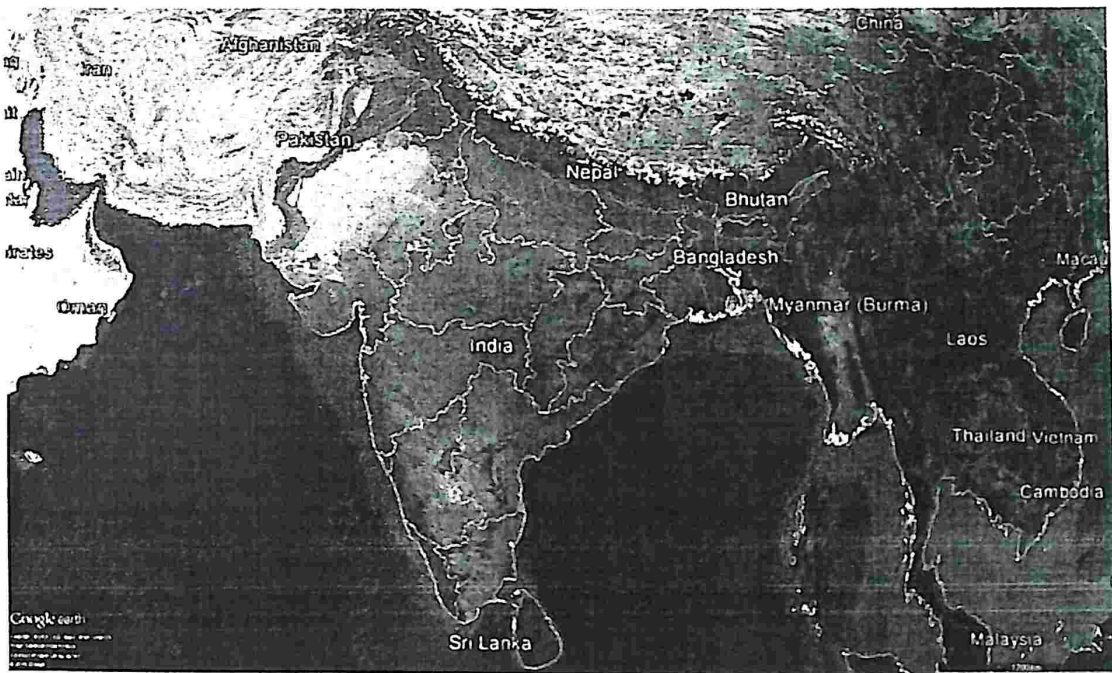 China
Afghanistan
Iran
Pakistan
Nepal
Bhutan
Bangladesh
Macau
Oman
Myanmar (Burma)
India
Laos
Thailand Vietnam
Cambodia
Google earth
Sri Lanka
Malaysia